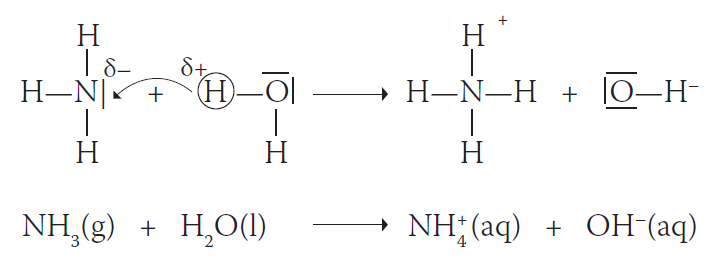 H H +
δ− δ+
H—N| + H—O| → H—N—H + |O—H⁻
H H H
NH₃(g) + H₂O(l) → NH₄⁺(aq) + OH⁻(aq)